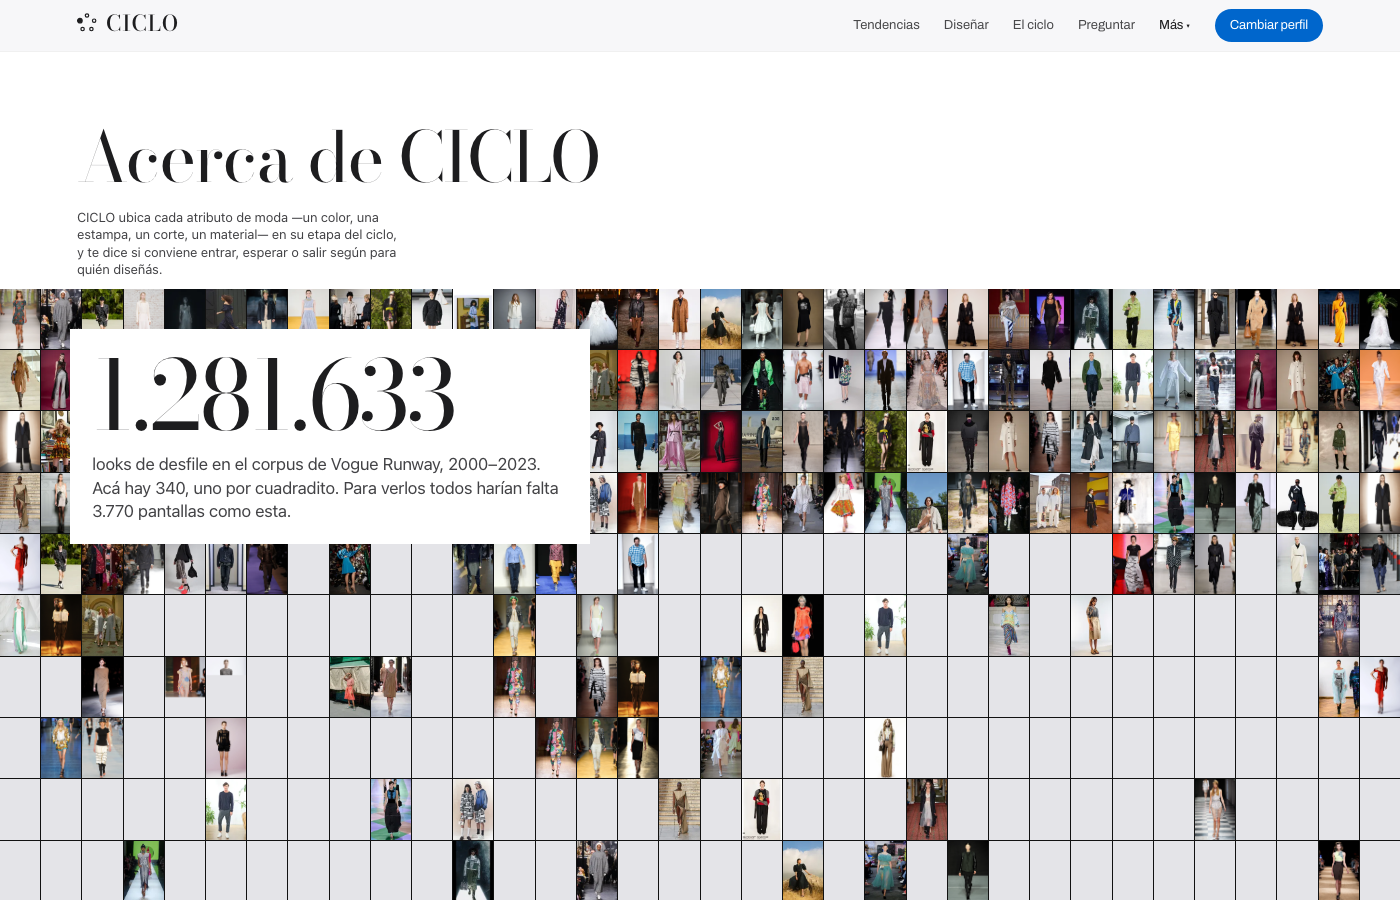 CICLO
Tendencias Diseñar El ciclo Preguntar Más Cambiar perfil
Acerca de CICLO
CICLO ubica cada atributo de moda —un color, una
estampa, un corte, un material— en su etapa del ciclo,
y te dice si conviene entrar, esperar o salir según para
quién diseñás.
1.281.633
looks de desfile en el corpus de Vogue Runway, 2000–2023.
Acá hay 340, uno por cuadradito. Para verlos todos harían falta
3.770 pantallas como esta.